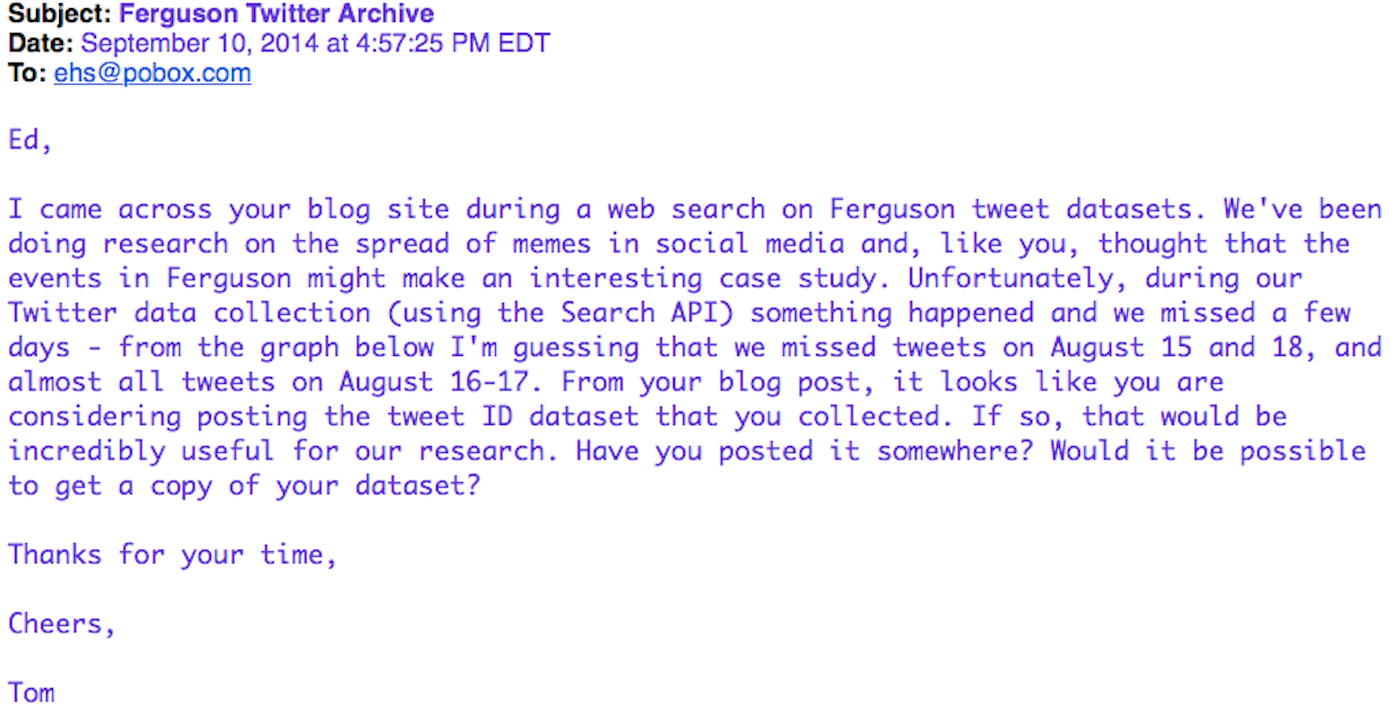 Subject: Ferguson Twitter Archive
Date: September 10, 2014 at 4:57:25 PM EDT
To: ehs@pobox.com
Ed,
I came across your blog site during a web search on Ferguson tweet datasets. We've been
doing research on the spread of memes in social media and, like you, thought that the
events in Ferguson might make an interesting case study. Unfortunately, during our
Twitter data collection (using the Search API) something happened and we missed a few
days - from the graph below I'm guessing that we missed tweets on August 15 and 18, and
almost all tweets on August 16-17. From your blog post, it looks like you are
considering posting the tweet ID dataset that you collected. If so, that would be
incredibly useful for our research. Have you posted it somewhere? Would it be possible
to get a copy of your dataset?
Thanks for your time,
Cheers,
Tom